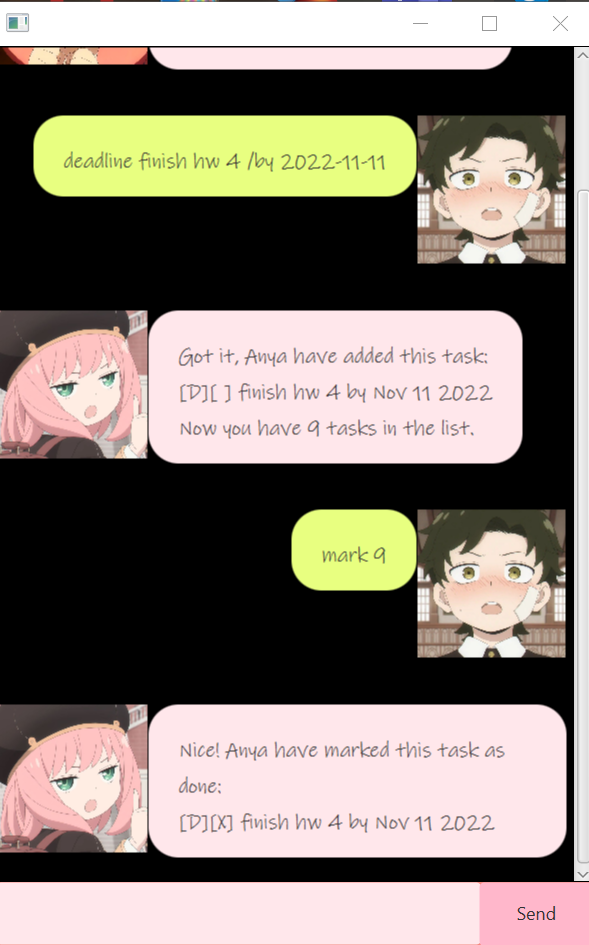 deadline finish hw 4 /by 2022-11-11
Got it, Anya have added this task:
[D][ ] finish hw 4 by Nov 11 2022
Now you have 9 tasks in the list.
mark 9
Nice! Anya have marked this task as
done:
[D][X] finish hw 4 by Nov 11 2022
Send